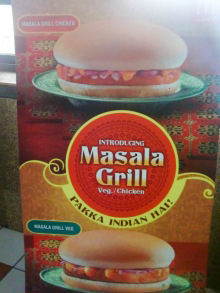 MASALA GRILL CHICKEN
INTRODUCING
Masala
Grill
Veg./Chicken
PAKKA INDIAN HAI!
MASALA GRILL VEG